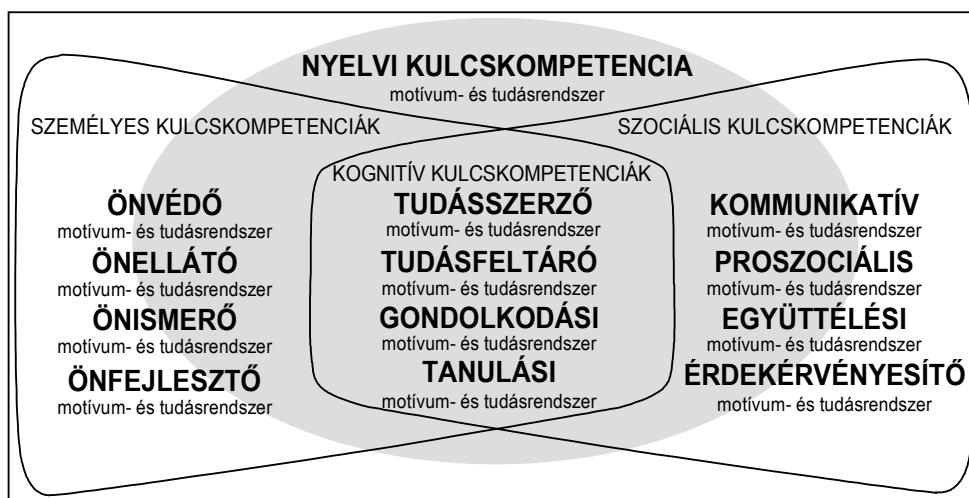 NYELVI KULCSKOMPETENCIA
motívum- és tudásrendszer
SZEMÉLYES KULCSKOMPETENCIÁK
SZOCIÁLIS KULCSKOMPETENCIÁK
KOGNITÍV KULCSKOMPETENCIÁK
ÖNVÉDŐ
motívum- és tudásrendszer
ÖNELLÁTÓ
motívum- és tudásrendszer
ÖNISMERŐ
motívum- és tudásrendszer
ÖNFEJLESZTŐ
motívum- és tudásrendszer
TUDÁSSZERZŐ
motívum- és tudásrendszer
TUDÁSFELTÁRÓ
motívum- és tudásrendszer
GONDOLKODÁSI
motívum- és tudásrendszer
TANULÁSI
motívum- és tudásrendszer
KOMMUNIKATÍV
motívum- és tudásrendszer
PROSZOCIÁLIS
motívum- és tudásrendszer
EGYÜTTÉLÉSI
motívum- és tudásrendszer
ÉRDEKÉRVÉNYESÍTŐ
motívum- és tudásrendszer